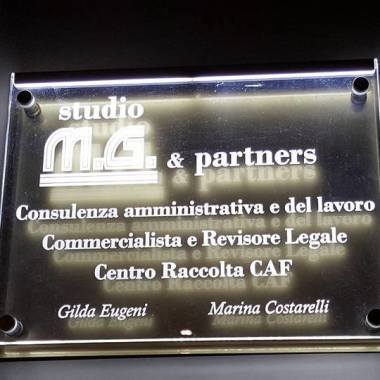 studio
M.G. & partners
Consulenza amministrativa e del lavoro
Commercialista e Revisore Legale
Centro Raccolta CAF
Gilda Eugeni Marina Costarelli